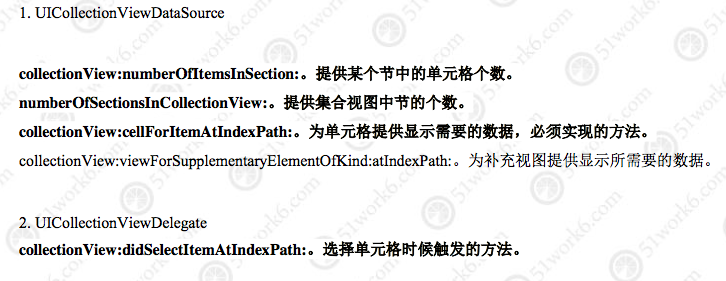 1. UICollectionViewDataSource
collectionView:numberOfItemsInSection:。提供某个节中的单元格个数。
numberOfSectionsInCollectionView:。提供集合视图中节的个数。
collectionView:cellForItemAtIndexPath:。为单元格提供显示需要的数据，必须实现的方法。
collectionView:viewForSupplementaryElementOfKind:atIndexPath:。为补充视图提供显示所需要的数据。
2. UICollectionViewDelegate
collectionView:didSelectItemAtIndexPath:。选择单元格时候触发的方法。
51work6.com